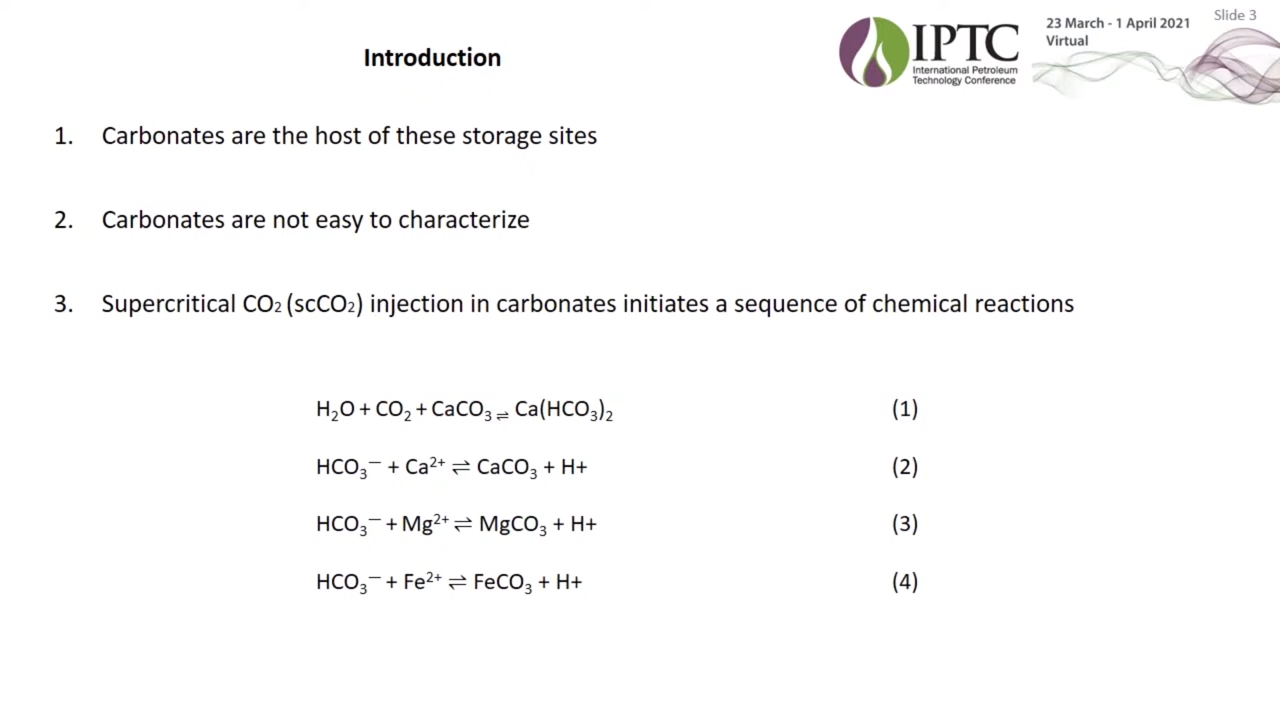 Slide 3
Introduction
IPTC
International Petroleum
Technology Conference
23 March - 1 April 2021
Virtual
1. Carbonates are the host of these storage sites
2. Carbonates are not easy to characterize
3. Supercritical CO₂ (scCO₂) injection in carbonates initiates a sequence of chemical reactions
H₂O + CO₂ + CaCO₃ ⇌ Ca(HCO₃)₂ (1)
HCO₃⁻ + Ca²⁺ ⇌ CaCO₃ + H+ (2)
HCO₃⁻ + Mg²⁺ ⇌ MgCO₃ + H+ (3)
HCO₃⁻ + Fe²⁺ ⇌ FeCO₃ + H+ (4)